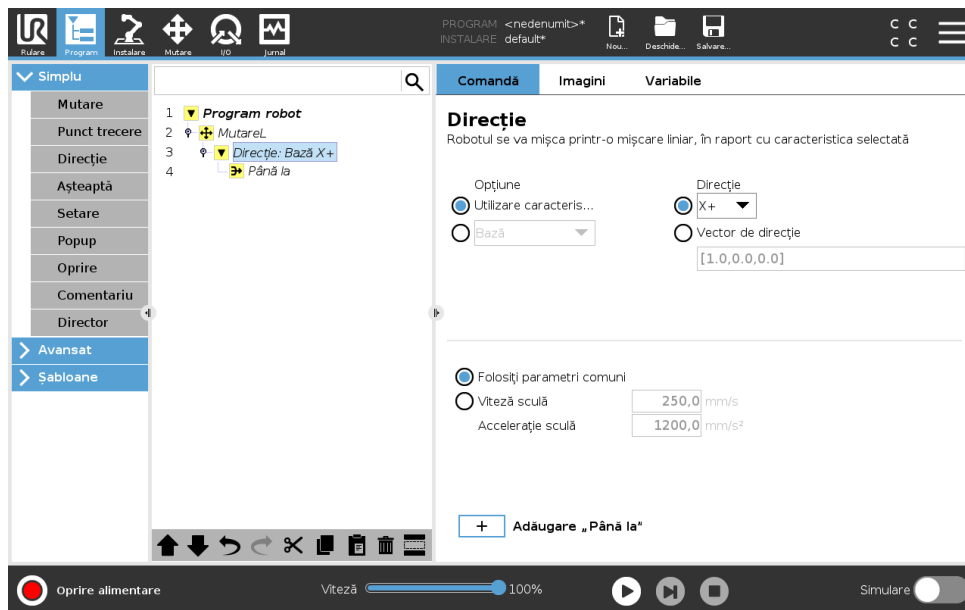 UR
Rulare
Program
Instalare
Mutare
I/O
Jurnal
PROGRAM <nedenumit>*
INSTALARE default*
Nou...
Deschide...
Salvare...
C C
C C
Simplu
Mutare
Punct trecere
Direcție
Așteaptă
Setare
Popup
Oprire
Comentariu
Director
Avansat
Șabloane
1 Program robot
2 MutareL
3 Direcție: Bază X+
4 Până la
Comandă Imagini Variabile
Direcție
Robotul se va mișca printr-o mișcare liniar, în raport cu caracteristica selectată
Opțiune Direcție
Utilizare caracteris... X+
Bază Vector de direcție
[1.0,0.0,0.0]
Folosiți parametri comuni
Viteză sculă 250,0 mm/s
Accelerație sculă 1200,0 mm/s²
+ Adăugare „Până la”
Oprire alimentare
Viteză 100%
Simulare